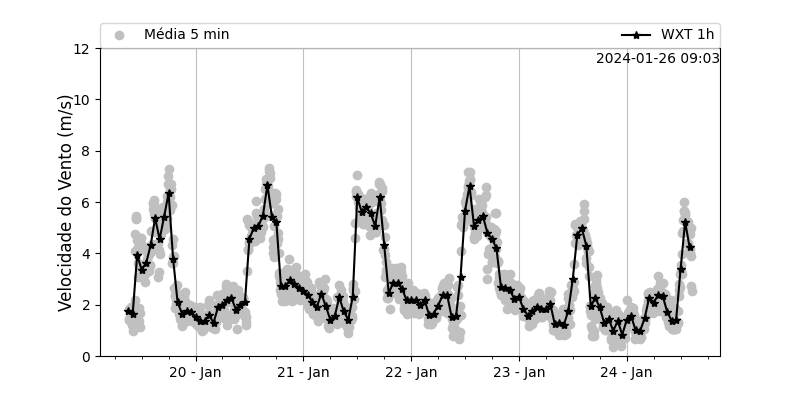 Média 5 min
WXT 1h
2024-01-26 09:03
Velocidade do Vento (m/s)
12
10
8
6
4
2
0
20 - Jan
21 - Jan
22 - Jan
23 - Jan
24 - Jan